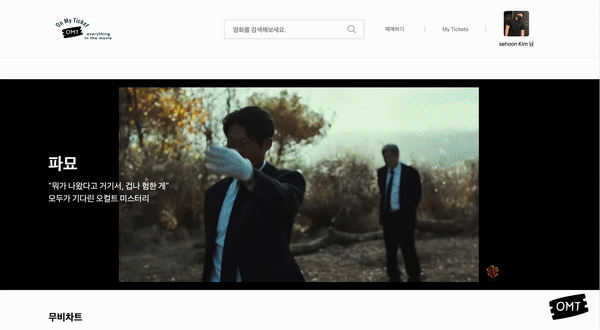 On My Ticket
OMT
everything
in the movie
영화를 검색해보세요.
예매하기
My Tickets
sehoon Kim 님
파묘
"뭐가 나왔다고 거기서, 겁나 험한 게"
모두가 기다린 오컬트 미스터리
무비차트
OMT